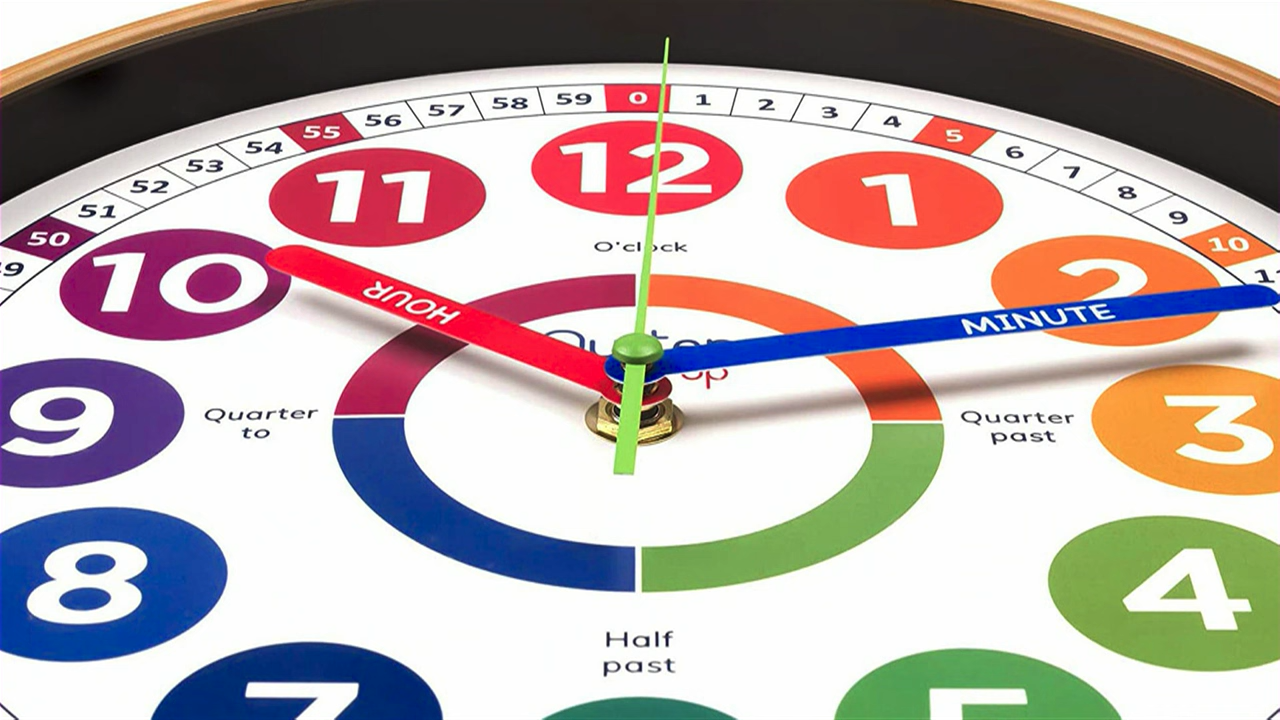 55 56 57 58 59 0 1 2 3 4 5
54 6
53 7
52 8
51 9
50 10
12
11 1
O'clock
10 2
HOUR
MINUTE
Quarter to
Quarter past
9 3
8 4
Half past
7 5